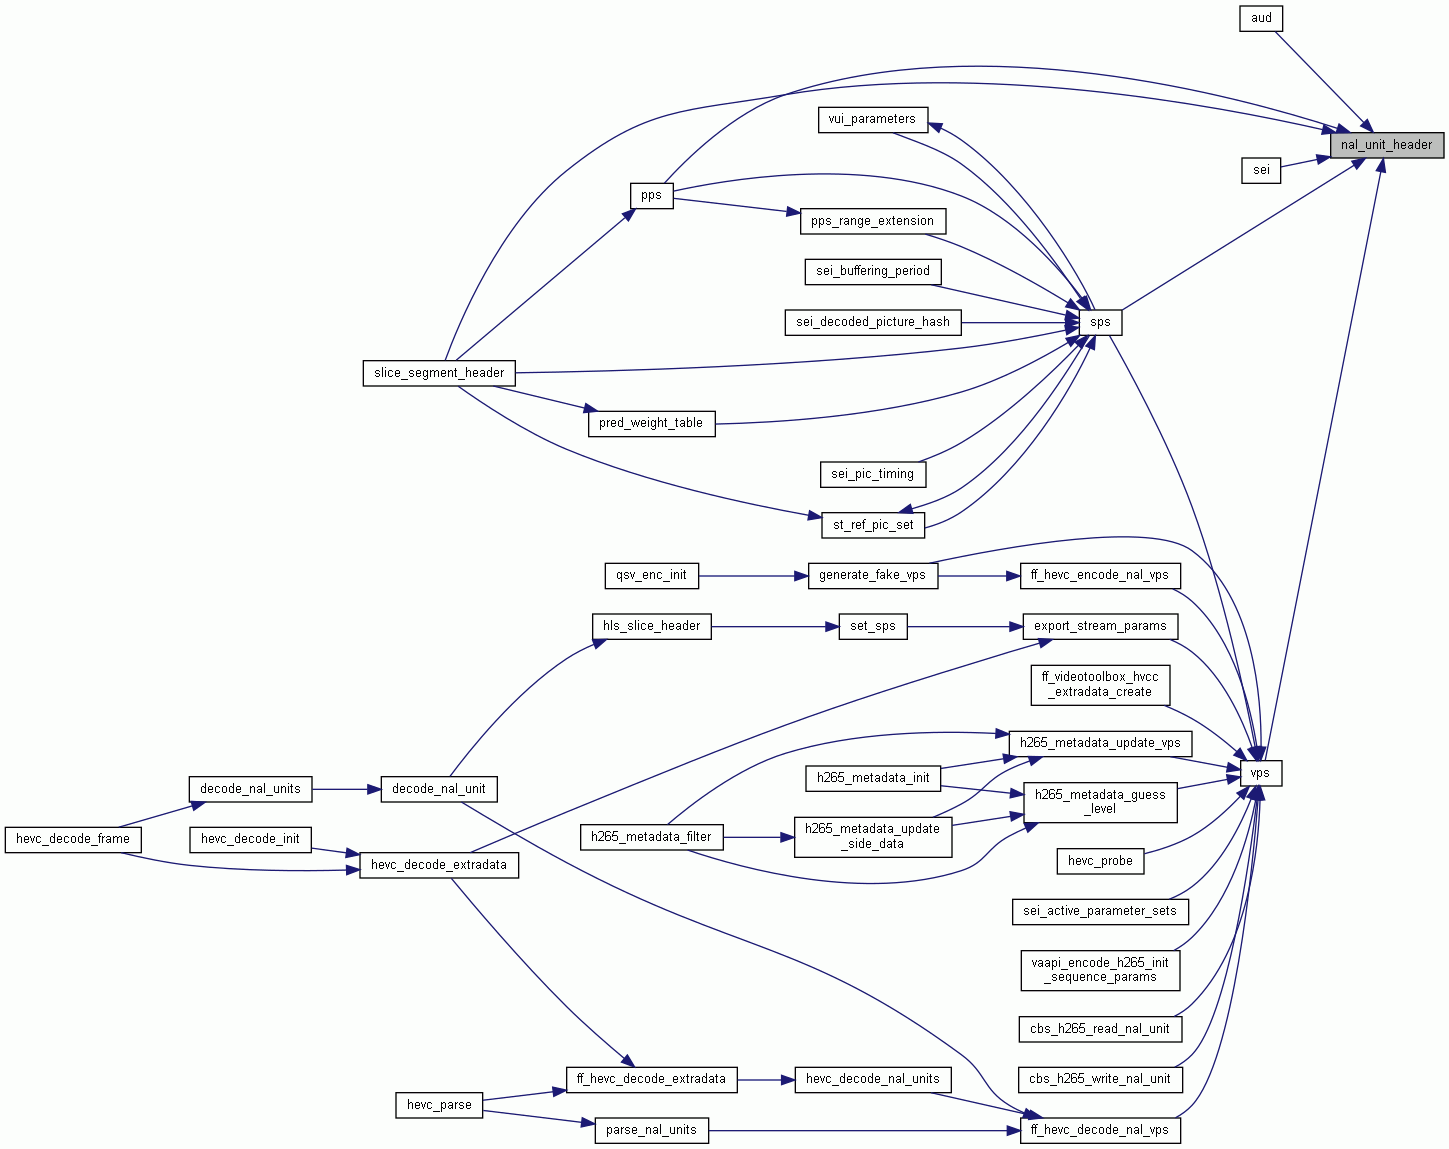 aud
vui_parameters
nal_unit_header
sei
pps
pps_range_extension
sei_buffering_period
sei_decoded_picture_hash
sps
slice_segment_header
pred_weight_table
sei_pic_timing
st_ref_pic_set
qsv_enc_init
generate_fake_vps
ff_hevc_encode_nal_vps
hls_slice_header
set_sps
export_stream_params
ff_videotoolbox_hvcc
_extradata_create
h265_metadata_update_vps
vps
h265_metadata_init
decode_nal_units
decode_nal_unit
h265_metadata_guess
_level
hevc_decode_frame
hevc_decode_init
h265_metadata_filter
h265_metadata_update
_side_data
hevc_decode_extradata
hevc_probe
sei_active_parameter_sets
vaapi_encode_h265_init
_sequence_params
cbs_h265_read_nal_unit
ff_hevc_decode_extradata
hevc_decode_nal_units
cbs_h265_write_nal_unit
hevc_parse
parse_nal_units
ff_hevc_decode_nal_vps